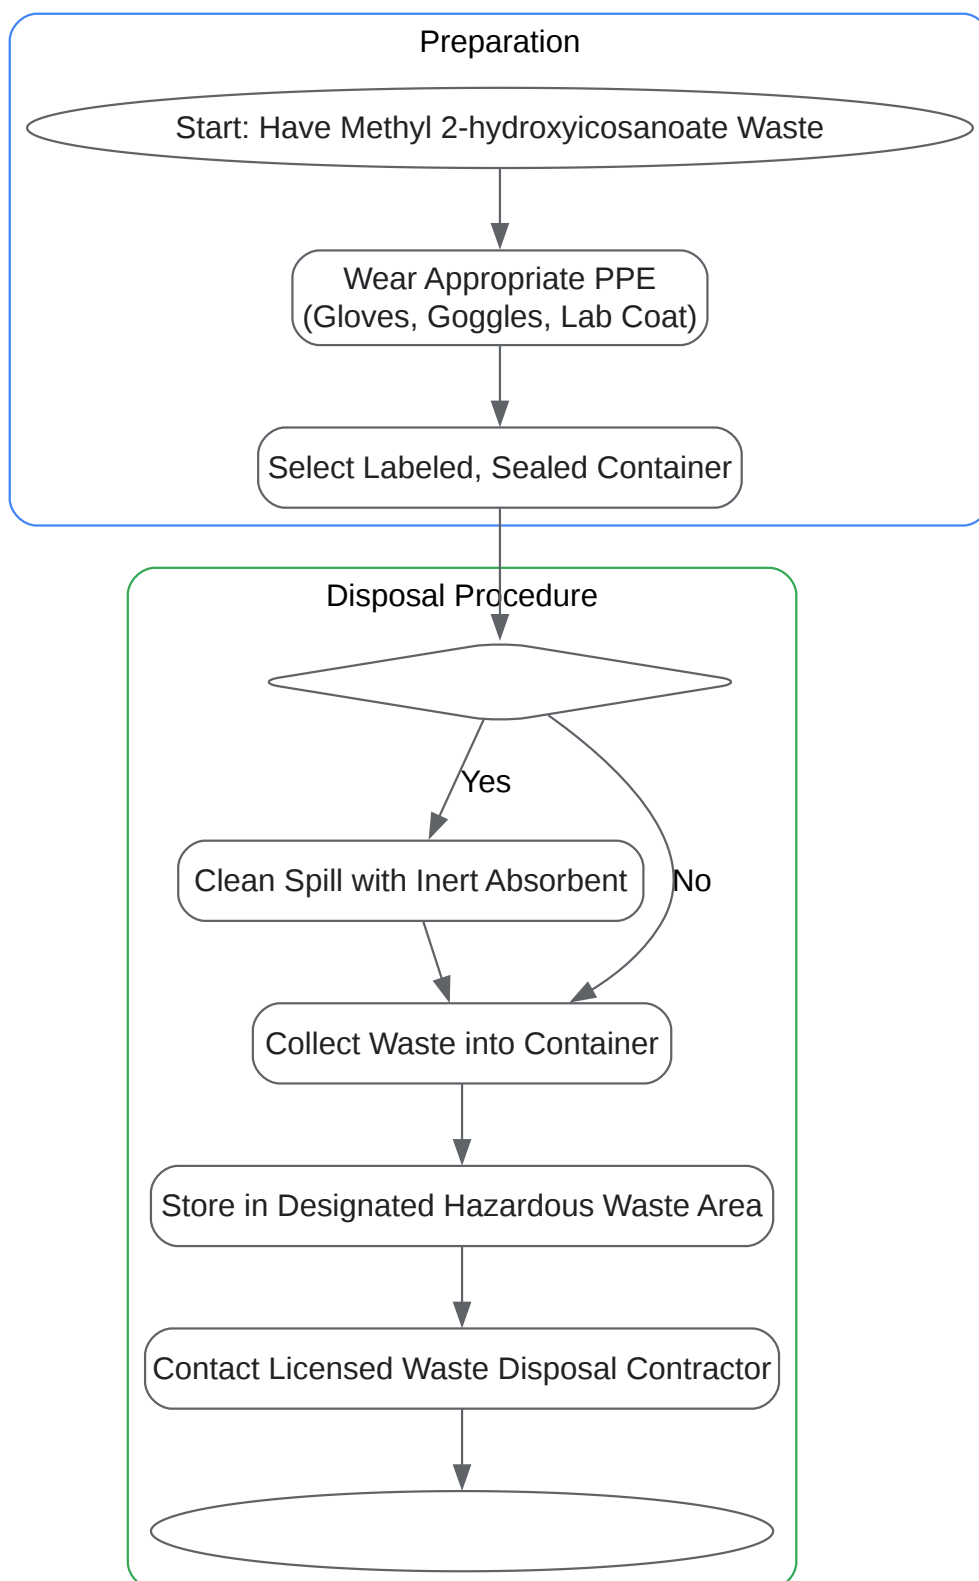 Preparation
Start: Have Methyl 2-hydroxyicosanoate Waste
Wear Appropriate PPE
(Gloves, Goggles, Lab Coat)
Select Labeled, Sealed Container
Disposal Procedure
Yes
Clean Spill with Inert Absorbent
No
Collect Waste into Container
Store in Designated Hazardous Waste Area
Contact Licensed Waste Disposal Contractor